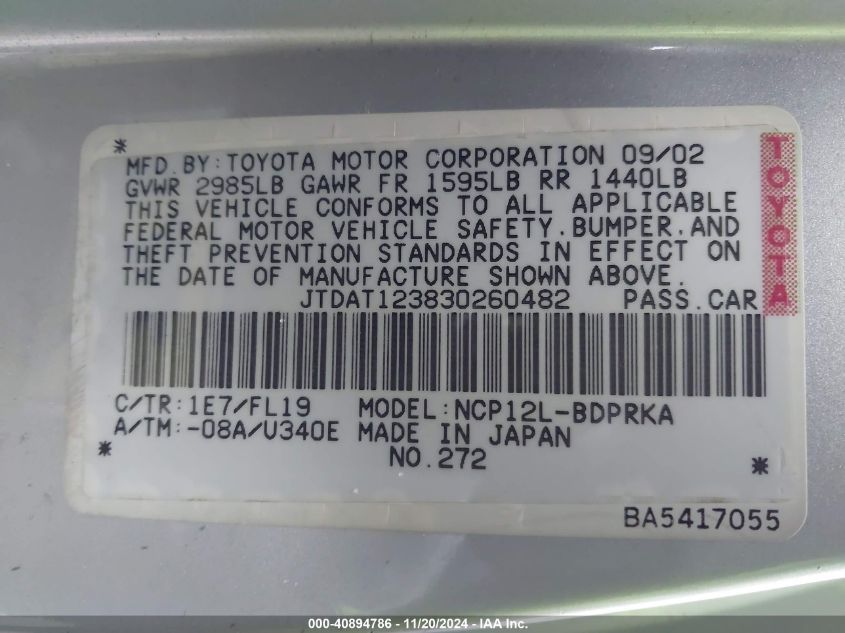 *
MFD.BY:TOYOTA MOTOR CORPORATION 09/02
GVWR 2985LB GAWR FR 1595LB RR 1440LB
THIS VEHICLE CONFORMS TO ALL APPLICABLE
FEDERAL MOTOR VEHICLE SAFETY.BUMPER.AND
THEFT PREVENTION STANDARDS IN EFFECT ON
THE DATE OF MANUFACTURE SHOWN ABOVE.
TOYOTA
JTDAT123830260482 PASS.CAR
C/TR:1E7/FL19 MODEL:NCP12L-BDPRKA
A/TM:-08A/U340E MADE IN JAPAN
* NO.272 *
BA5417055
000-40894786 - 11/20/2024 - IAA Inc.